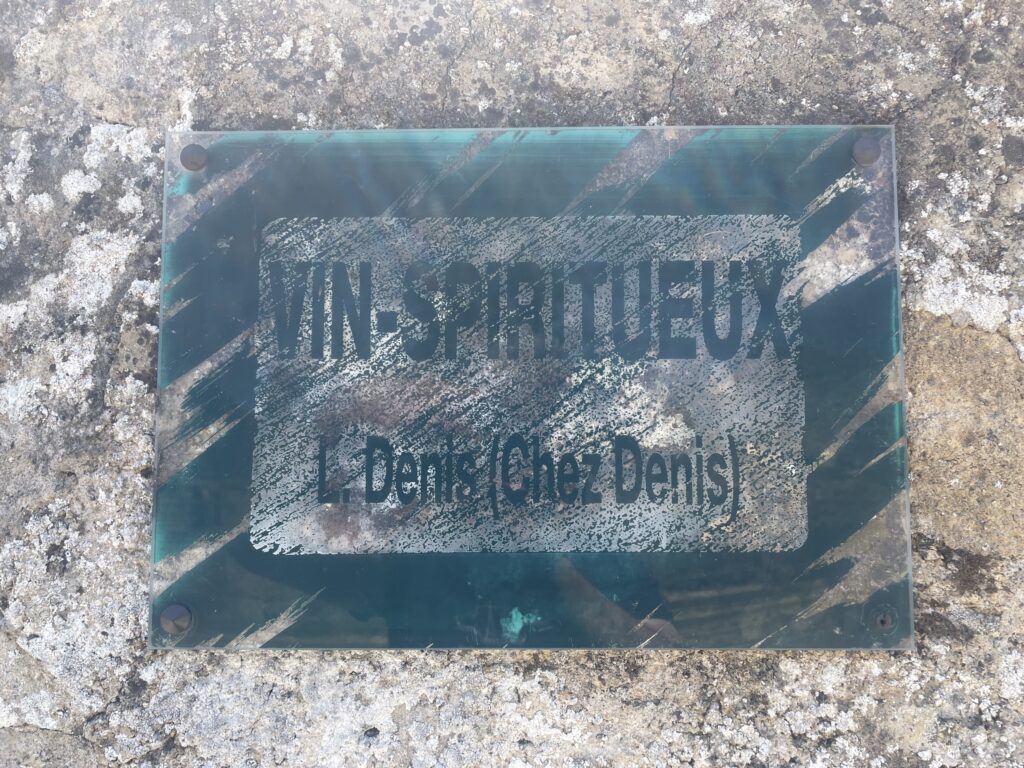 VIN-SPIRITUEUX
L. Denis (Chez Denis)